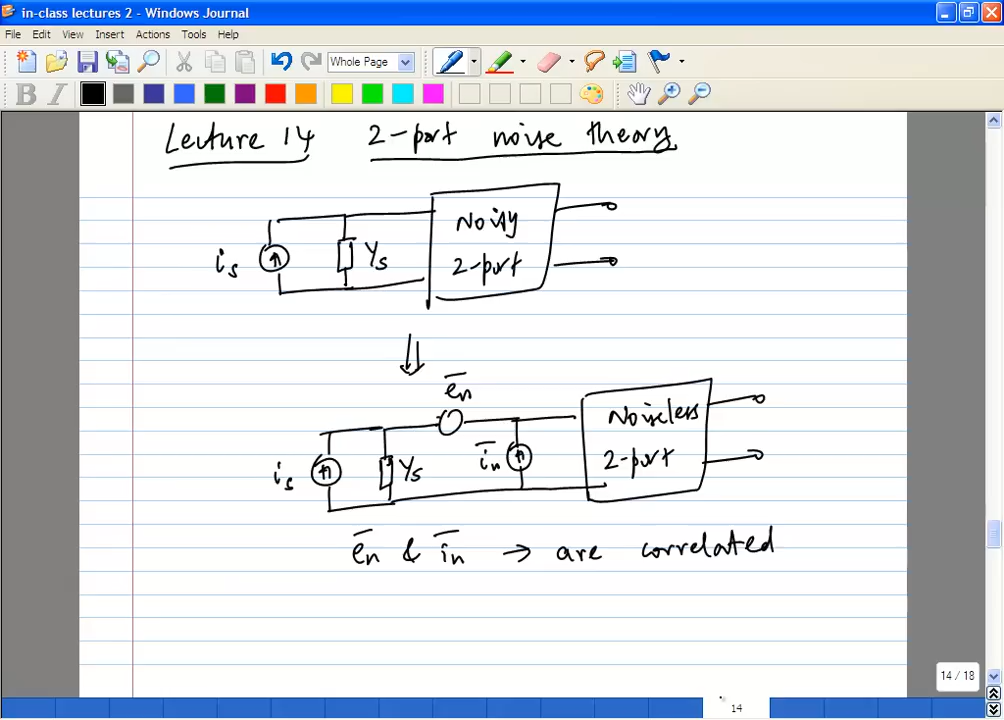 in-class lectures 2 - Windows Journal
File Edit View Insert Actions Tools Help
Whole Page
B I
Lecture 14 2-port noise theory
Noisy
is Ys
2-port
en
Noiseless
is Ys in 2-port
en & in → are correlated
14 / 18
14